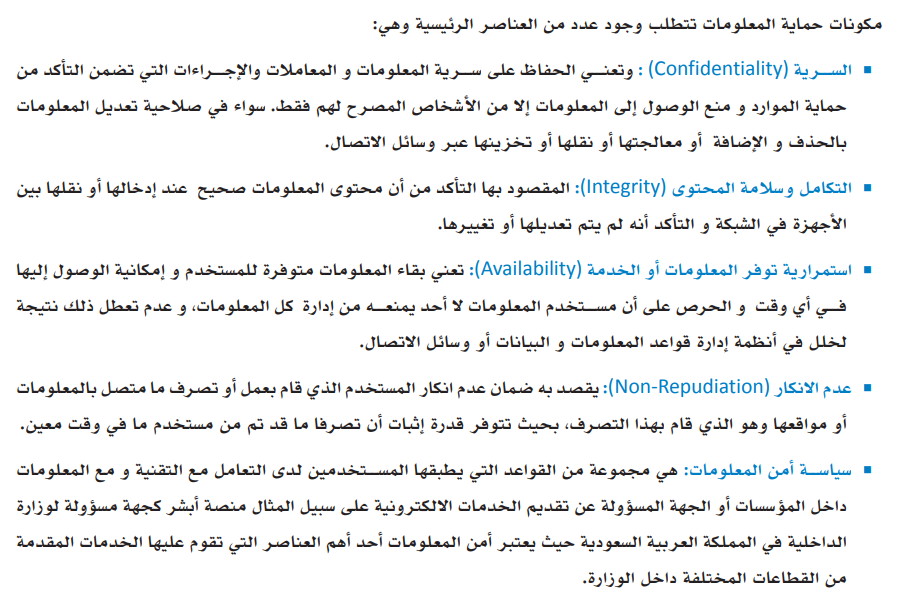 مكونات حماية المعلومات تتطلب وجود عدد من العناصر الرئيسية وهي:
▪ السرية (Confidentiality) : وتعني الحفاظ على سرية المعلومات و المعاملات والإجراءات التي تضمن التأكد من
حماية الموارد و منع الوصول إلى المعلومات إلا من الأشخاص المصرح لهم فقط. سواء في صلاحية تعديل المعلومات
بالحذف و الإضافة أو معالجتها أو نقلها أو تخزينها عبر وسائل الاتصال.
▪ التكامل وسلامة المحتوى (Integrity): المقصود بها التأكد من أن محتوى المعلومات صحيح عند إدخالها أو نقلها بين
الأجهزة في الشبكة و التأكد أنه لم يتم تعديلها أو تغييرها.
▪ استمرارية توفر المعلومات أو الخدمة (Availability): تعني بقاء المعلومات متوفرة للمستخدم و إمكانية الوصول إليها
في أي وقت و الحرص على أن مستخدم المعلومات لا أحد يمنعه من إدارة كل المعلومات، و عدم تعطل ذلك نتيجة
لخلل في أنظمة إدارة قواعد المعلومات و البيانات أو وسائل الاتصال.
▪ عدم الانكار (Non-Repudiation): يقصد به ضمان عدم انكار المستخدم الذي قام بعمل أو تصرف ما متصل بالمعلومات
أو مواقعها وهو الذي قام بهذا التصرف، بحيث تتوفر قدرة إثبات أن تصرفا ما قد تم من مستخدم ما في وقت معين.
▪ سياسة أمن المعلومات: هي مجموعة من القواعد التي يطبقها المستخدمين لدى التعامل مع التقنية و مع المعلومات
داخل المؤسسات أو الجهة المسؤولة عن تقديم الخدمات الالكترونية على سبيل المثال منصة أبشر كجهة مسؤولة لوزارة
الداخلية في المملكة العربية السعودية حيث يعتبر أمن المعلومات أحد أهم العناصر التي تقوم عليها الخدمات المقدمة
من القطاعات المختلفة داخل الوزارة.